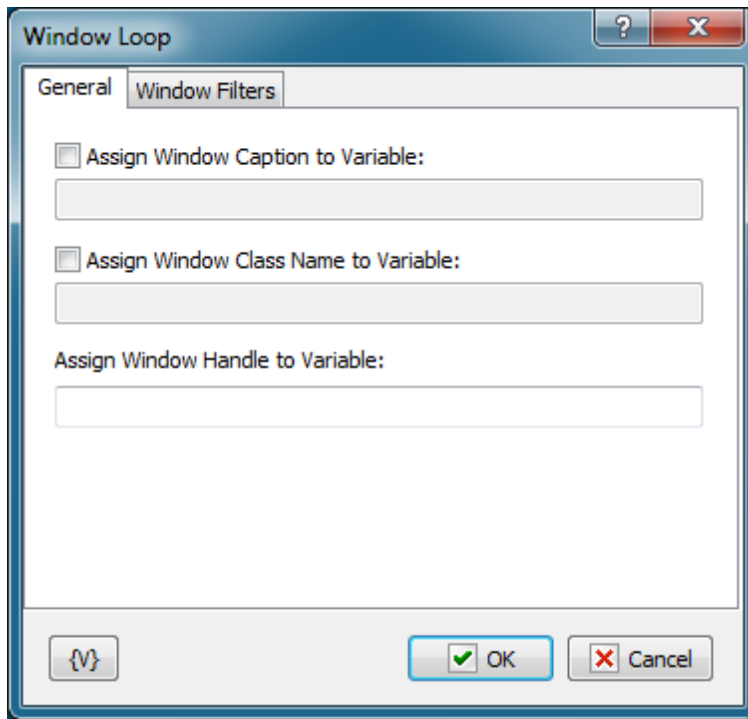 Window Loop
?
General
Window Filters
Assign Window Caption to Variable:
Assign Window Class Name to Variable:
Assign Window Handle to Variable:
{V}
OK
Cancel